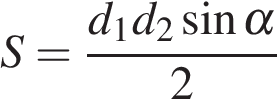 S = \frac{d_1 d_2 \sin \alpha}{2}